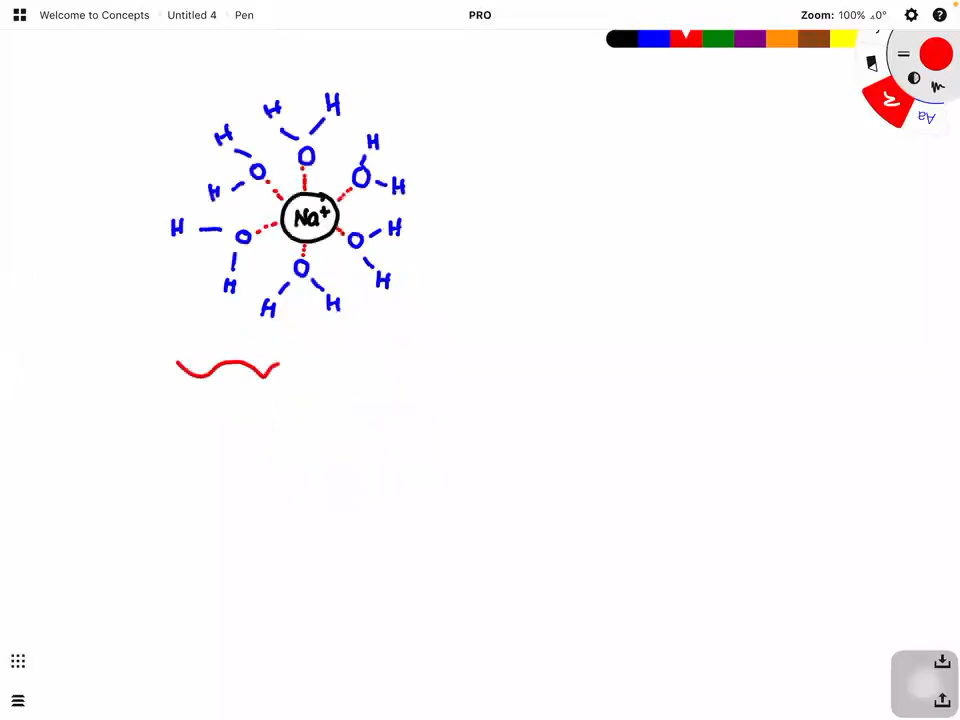 Welcome to Concepts Untitled 4 Pen PRO Zoom: 100% ⊿0°
Aa
H H
H H
O O
H O H
Na+
H O O H
H O H
H H